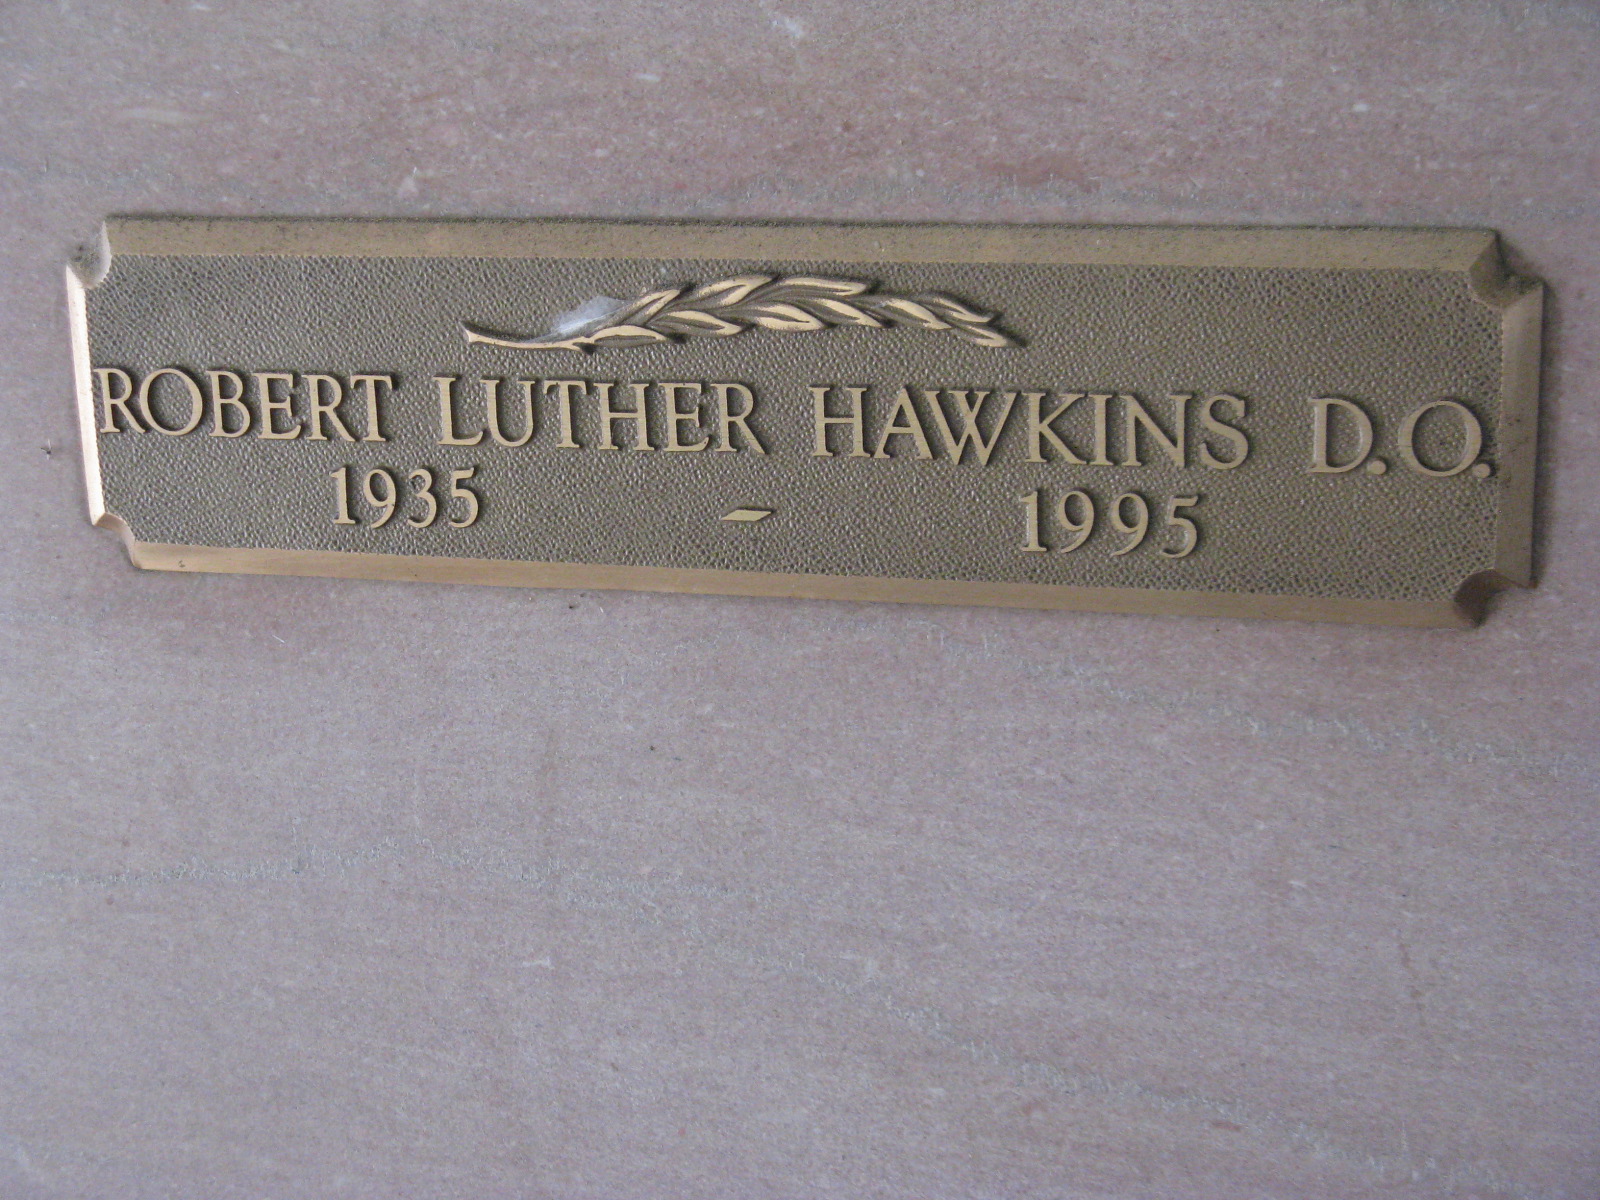 ROBERT LUTHER HAWKINS D.O.
1935 - 1995